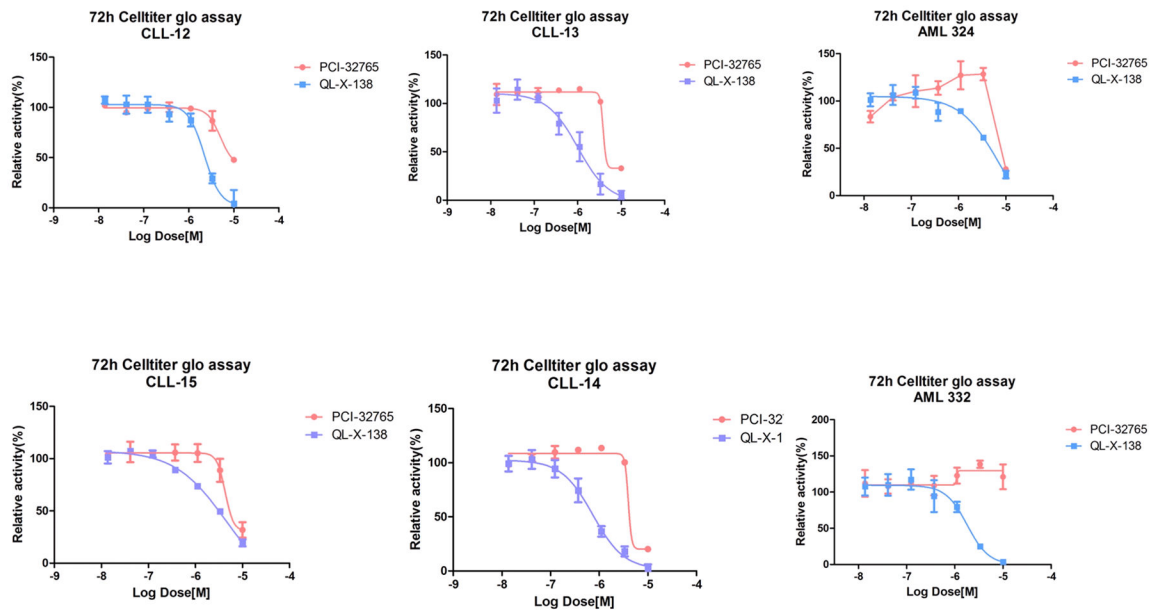 72h Celltiter glo assay
CLL-12
150
100
50
0
-9
-8
-7
-6
-5
-4
Relative activity(%)
Log Dose[M]
PCI-32765
QL-X-138
72h Celltiter glo assay
CLL-13
150
100
50
0
-9
-8
-7
-6
-5
-4
Relative activity(%)
Log Dose[M]
PCI-32765
QL-X-138
72h Celltiter glo assay
AML 324
150
100
50
0
-8
-7
-6
-5
-4
Relative activity(%)
Log Dose[M]
PCI-32765
QL-X-138
72h Celltiter glo assay
CLL-15
150
100
50
0
-9
-8
-7
-6
-5
-4
Relative activity(%)
Log Dose[M]
PCI-32765
QL-X-138
72h Celltiter glo assay
CLL-14
150
100
50
0
-9
-8
-7
-6
-5
-4
Relative activity(%)
Log Dose[M]
PCI-32
QL-X-1
72h Celltiter glo assay
AML 332
200
150
100
50
0
-8
-7
-6
-5
-4
Relative activity(%)
Log Dose[M]
PCI-32765
QL-X-138